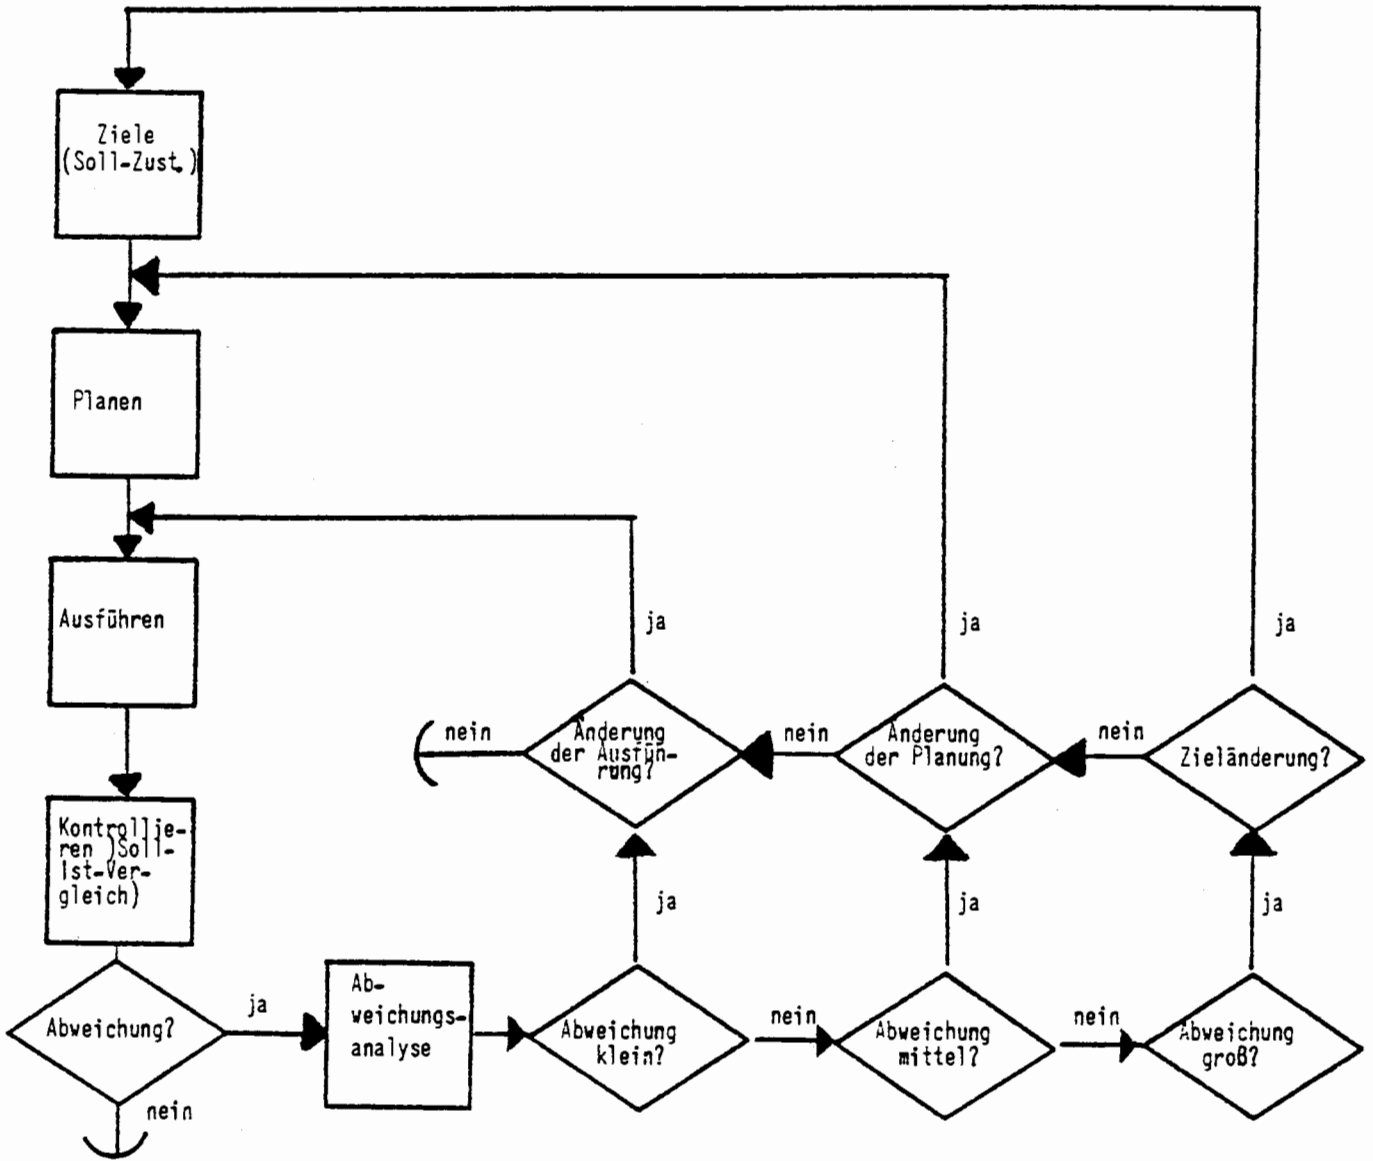 Ziele
(Soll-Zust.)
Planen
Ausführen
ja
ja
ja
nein
Änderung
der Ausfüh-
rung?
nein
Änderung
der Planung?
nein
Zieländerung?
Kontrollie-
ren )Soll-
Ist-Ver-
gleich)
ja
ja
ja
Abweichung?
ja
nein
Ab-
weichungs-
analyse
Abweichung
klein?
nein
Abweichung
mittel?
nein
Abweichung
groß?